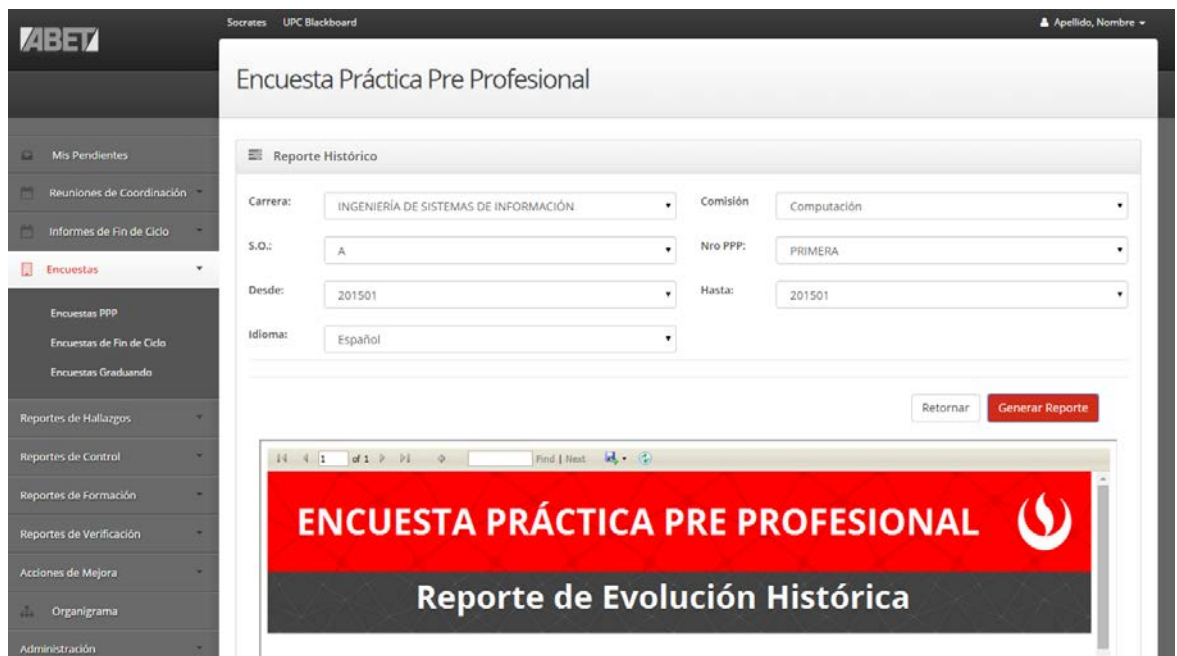 ABET
Socrates UPC Blackboard
Apellido, Nombre
Encuesta Práctica Pre Profesional
Mis Pendientes
Reuniones de Coordinación
Informes de Fin de Ciclo
Encuestas
Encuestas PPP
Encuestas de Fin de Ciclo
Encuestas Graduando
Reportes de Hallazgos
Reportes de Control
Reportes de Formación
Reportes de Verificación
Acciones de Mejora
Organigrama
Administración
Reporte Histórico
Carrera: INGENIERÍA DE SISTEMAS DE INFORMACIÓN Comisión Computación
S.O.: A Nro PPP: PRIMERA
Desde: 201501 Hasta: 201501
Idioma: Español
Retornar Generar Reporte
1 of 1 Find | Next
ENCUESTA PRÁCTICA PRE PROFESIONAL
Reporte de Evolución Histórica